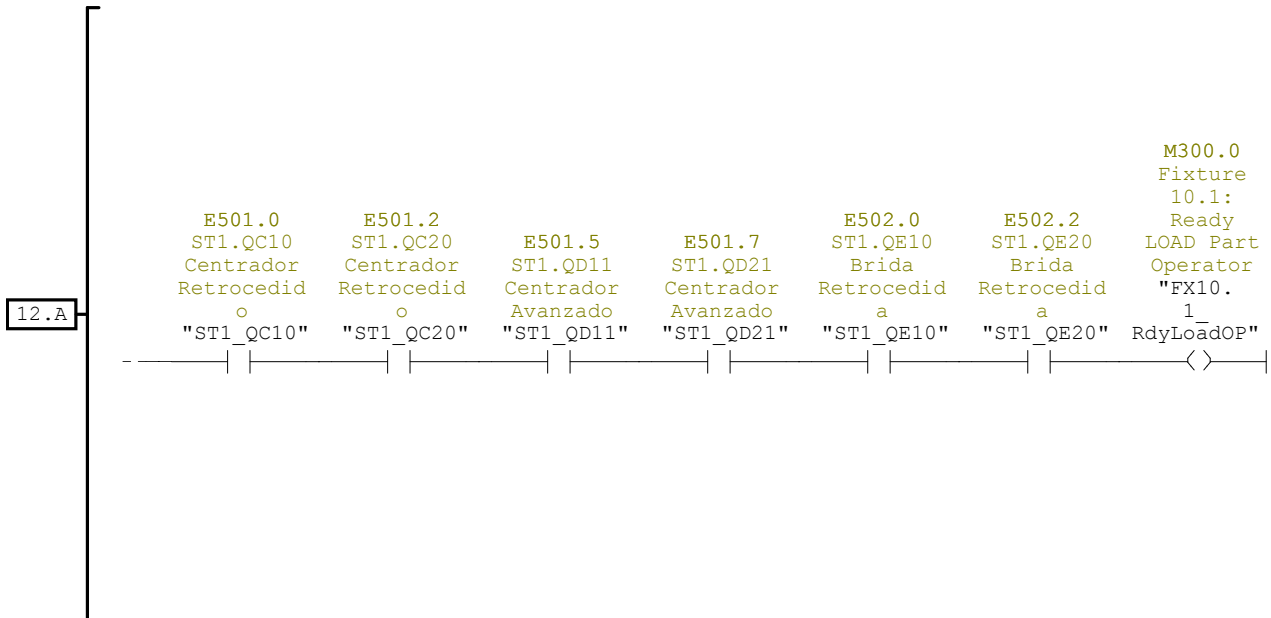 12.A
E501.0
ST1.QC10
Centrador
Retrocedid
o
"ST1_QC10"
E501.2
ST1.QC20
Centrador
Retrocedid
o
"ST1_QC20"
E501.5
ST1.QD11
Centrador
Avanzado
"ST1_QD11"
E501.7
ST1.QD21
Centrador
Avanzado
"ST1_QD21"
E502.0
ST1.QE10
Brida
Retrocedid
a
"ST1_QE10"
E502.2
ST1.QE20
Brida
Retrocedid
a
"ST1_QE20"
M300.0
Fixture
10.1:
Ready
LOAD Part
Operator
"FX10.
1_
RdyLoadOP"